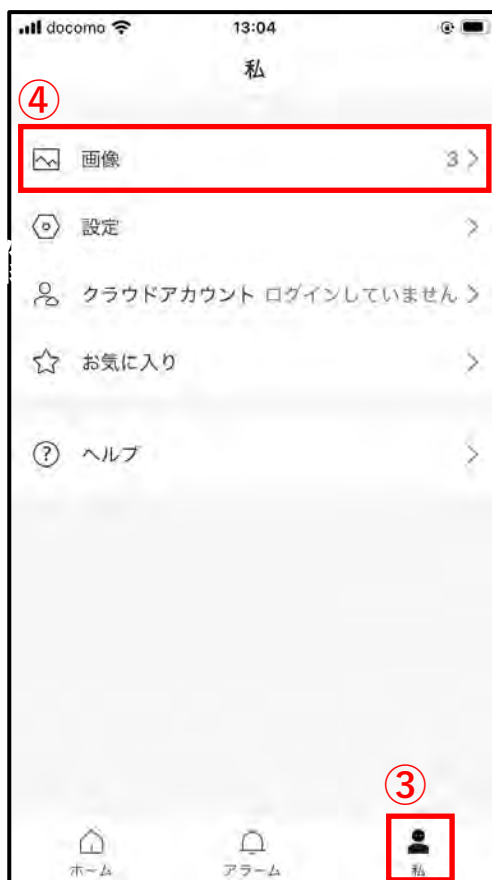 docomo 13:04
私
④
画像 3
設定
クラウドアカウント ログインしていません
お気に入り
ヘルプ
③
ホーム アラーム 私